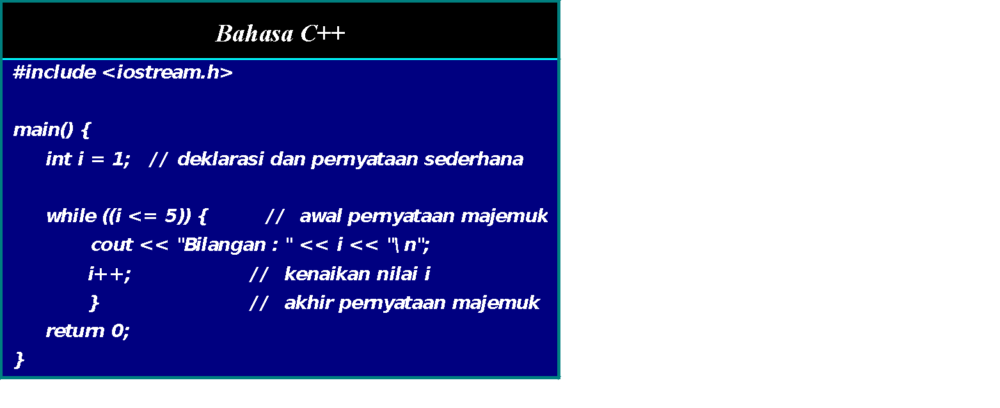 Bahasa C++
#include <iostream.h>
main() {
int i = 1; // deklarasi dan pernyataan sederhana
while ((i <= 5)) { // awal pernyataan majemuk
cout << "Bilangan : " << i << "\n";
i++; // kenaikan nilai i
} // akhir pernyataan majemuk
return 0;
}